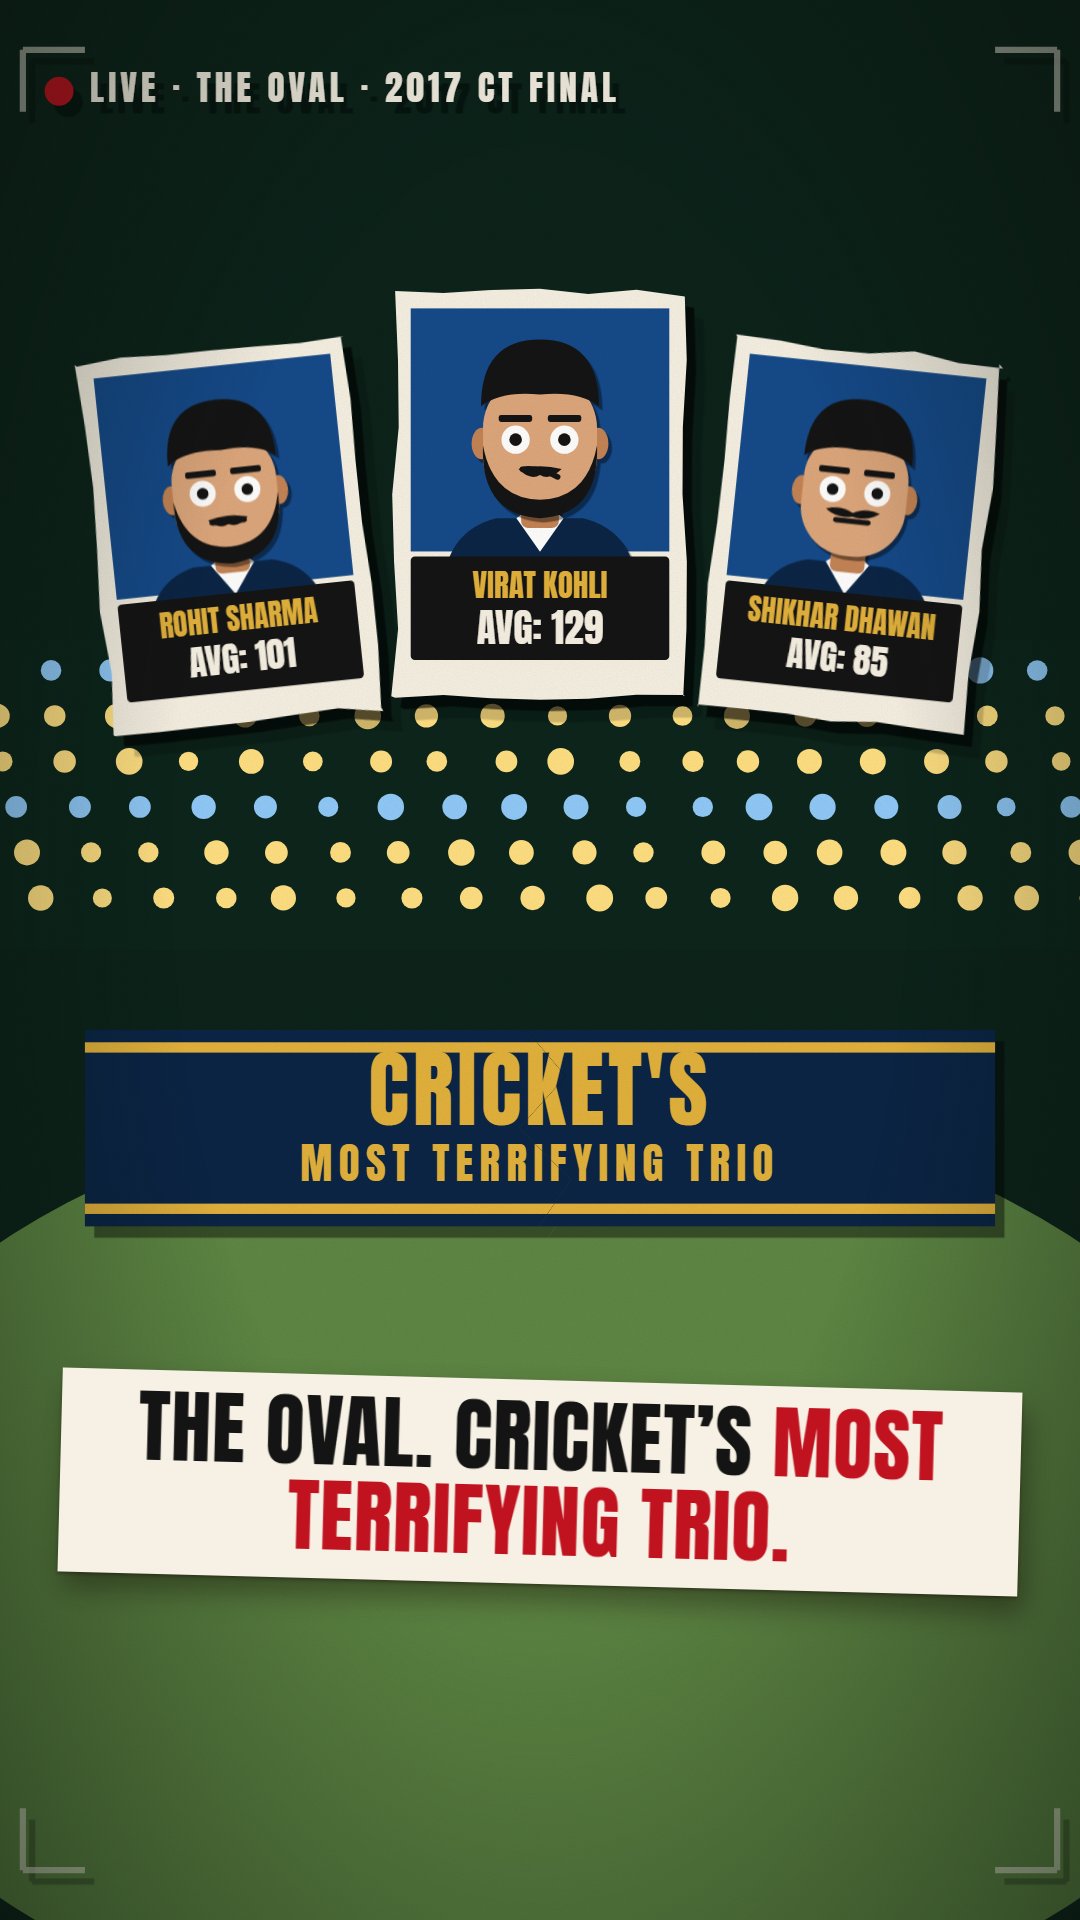 LIVE · THE OVAL · 2017 CT FINAL
ROHIT SHARMA
AVG: 101
VIRAT KOHLI
AVG: 129
SHIKHAR DHAWAN
AVG: 85
CRICKET'S
MOST TERRIFYING TRIO
THE OVAL. CRICKET’S MOST
TERRIFYING TRIO.